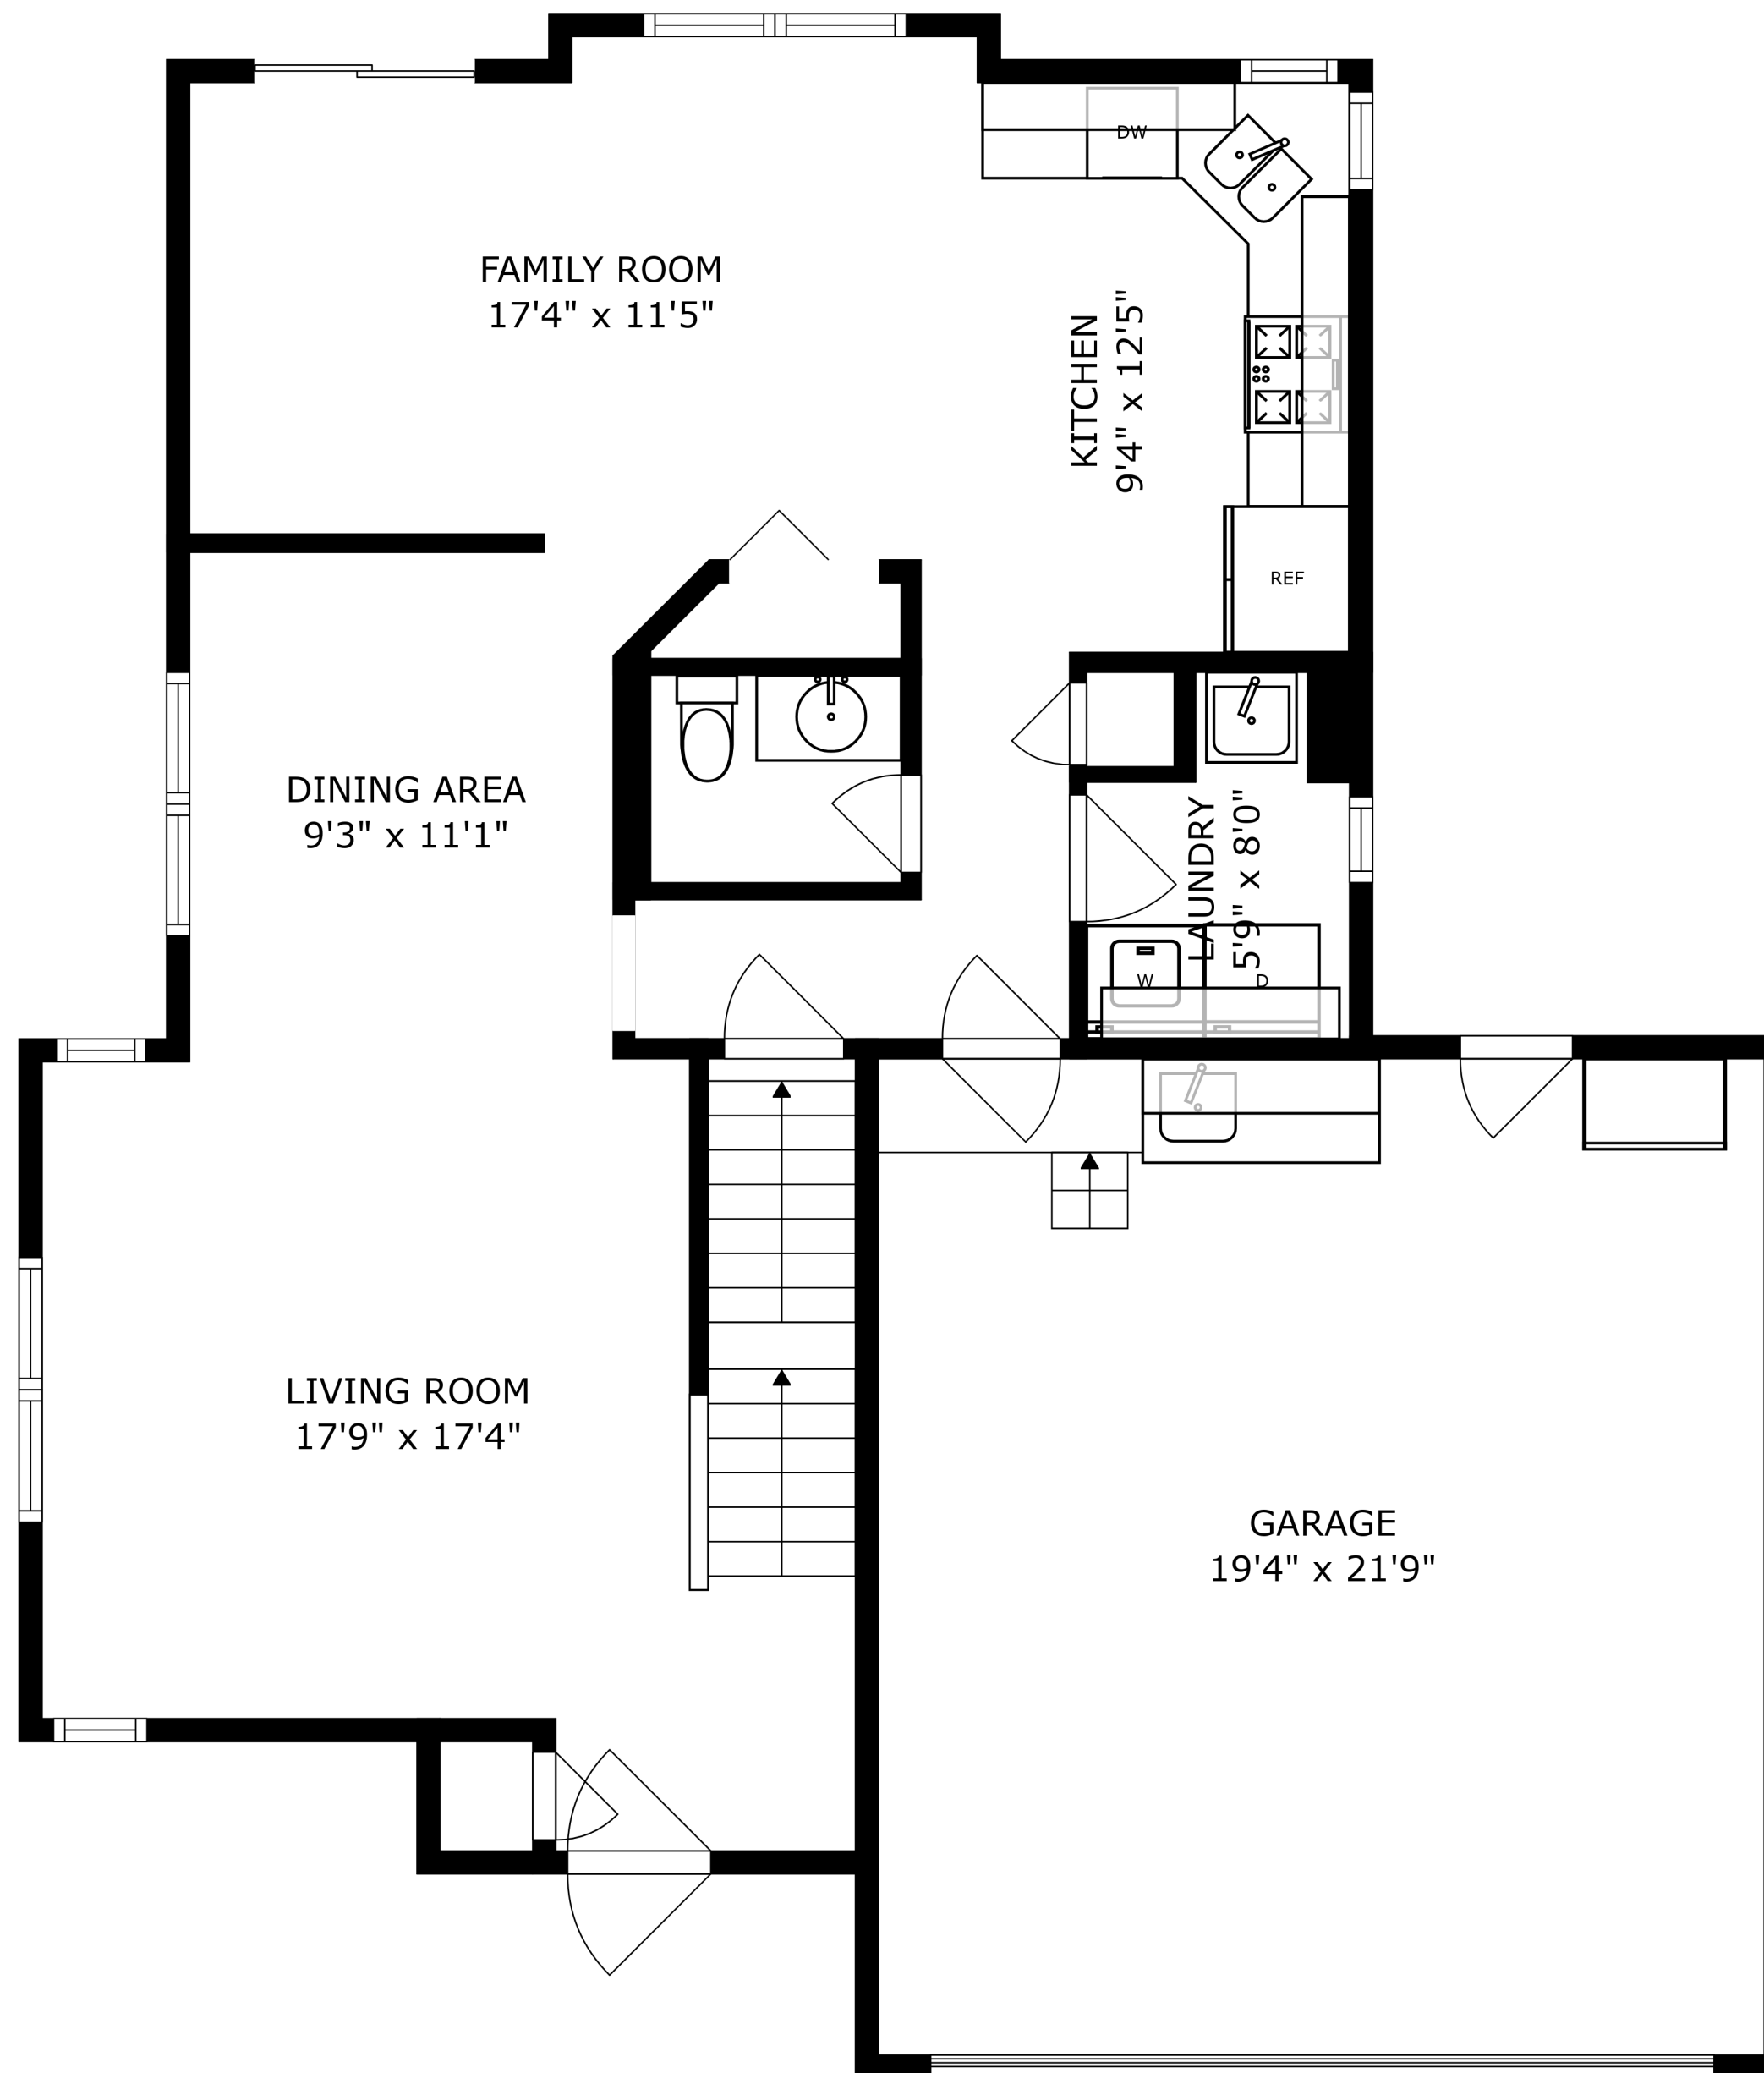 DW
FAMILY ROOM
17'4" x 11'5"
KITCHEN
9'4" x 12'5"
REF
DINING AREA
9'3" x 11'1"
LAUNDRY
5'9" x 8'0"
W
D
LIVING ROOM
17'9" x 17'4"
GARAGE
19'4" x 21'9"